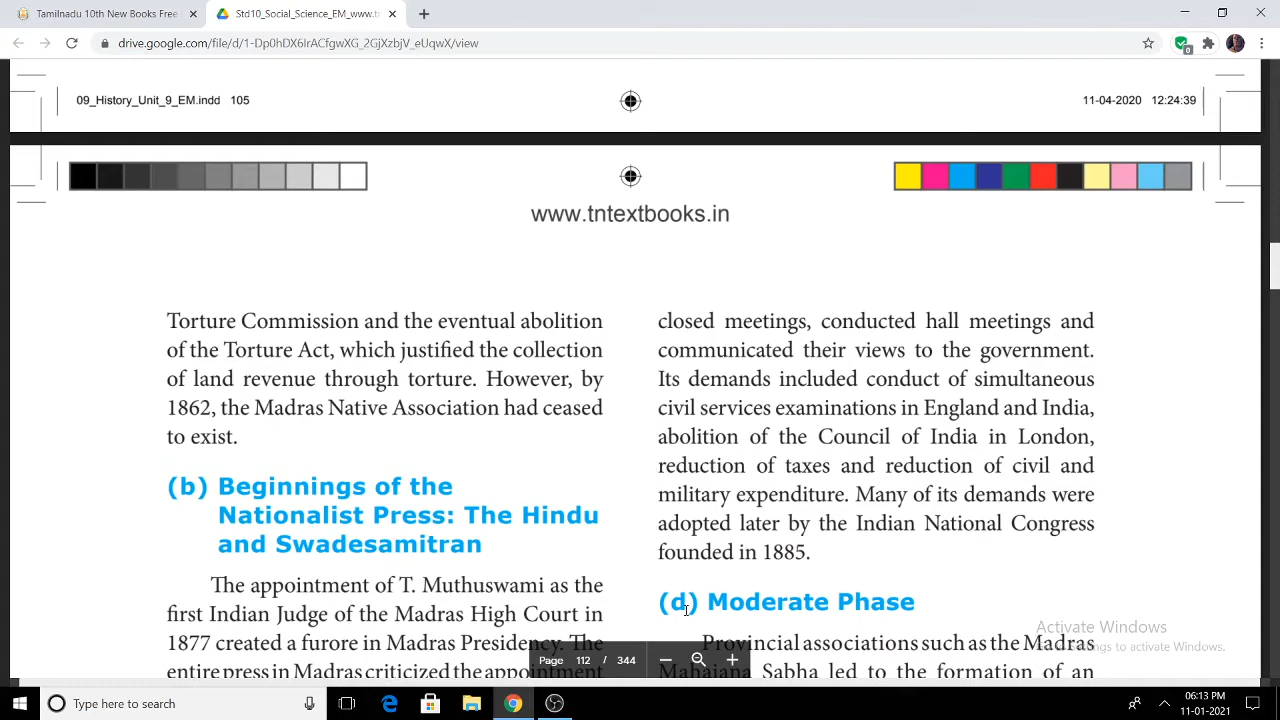 Tamilnadu 10th New Books Free
Std10_Social_Science_EM_www.t
drive.google.com/file/d/1-Dp0hDX6IrACfgwXG_2GjXzbjV_eUqwX/view
0
09_History_Unit_9_EM.indd 105
11-04-2020 12:24:39
www.tntextbooks.in
Torture Commission and the eventual abolition
of the Torture Act, which justified the collection
of land revenue through torture. However, by
1862, the Madras Native Association had ceased
to exist.
(b) Beginnings of the
Nationalist Press: The Hindu
and Swadesamitran
The appointment of T. Muthuswami as the
first Indian Judge of the Madras High Court in
1877 created a furore in Madras Presidency. The
entire press in Madras criticized the appointment
closed meetings, conducted hall meetings and
communicated their views to the government.
Its demands included conduct of simultaneous
civil services examinations in England and India,
abolition of the Council of India in London,
reduction of taxes and reduction of civil and
military expenditure. Many of its demands were
adopted later by the Indian National Congress
founded in 1885.
(d) Moderate Phase
Provincial associations such as the Madras
Mahajana Sabha led to the formation of an
Activate Windows
to Settings to activate Windows.
Page 112 / 344
Type here to search
06:13 PM
11-01-2021